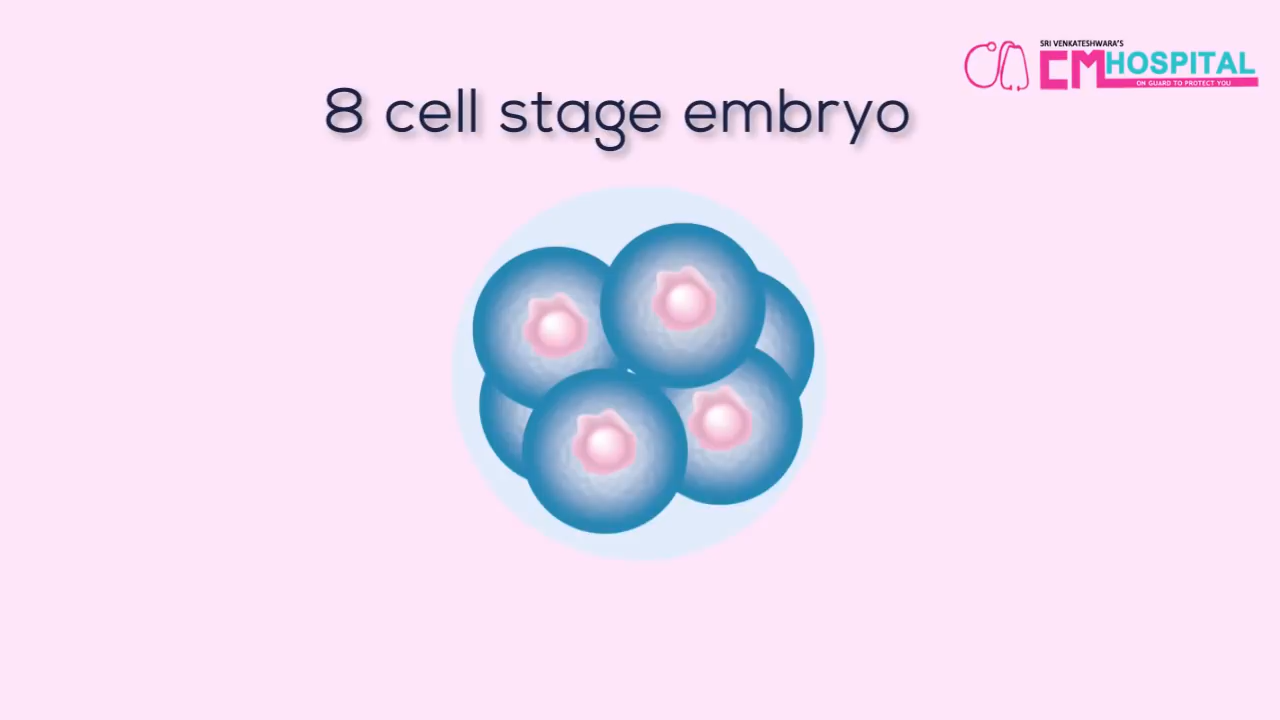 SRI VENKATESHWARA'S
CM HOSPITAL
ON GUARD TO PROTECT YOU
8 cell stage embryo